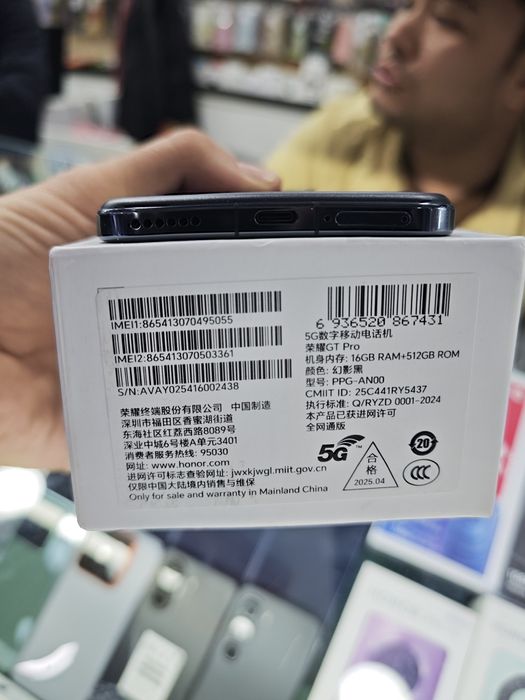 IMEI1:865413070495055
IMEI2:865413070503361
S/N:AVAY025416002438
荣耀终端股份有限公司 中国制造
深圳市福田区香蜜湖街道
东海社区红荔西路8089号
深业中城6号楼A单元3401
消费者服务热线: 95030
网址: www.honor.com
进网许可标志查验网址: jwxkjwgl.miit.gov.cn
仅限中国大陆境内销售与维保
Only for sale and warranty in Mainland China
6 936520 867431
5G数字移动电话机
荣耀GT Pro
机身内存: 16GB RAM+512GB ROM
颜色: 幻影黑
型号: PPG-AN00
CMIIT ID: 25C441RY5437
执行标准: Q/RYZD 0001-2024
本产品已获进网许可
全网通版
5G
合
格
2025.04
20
CCC